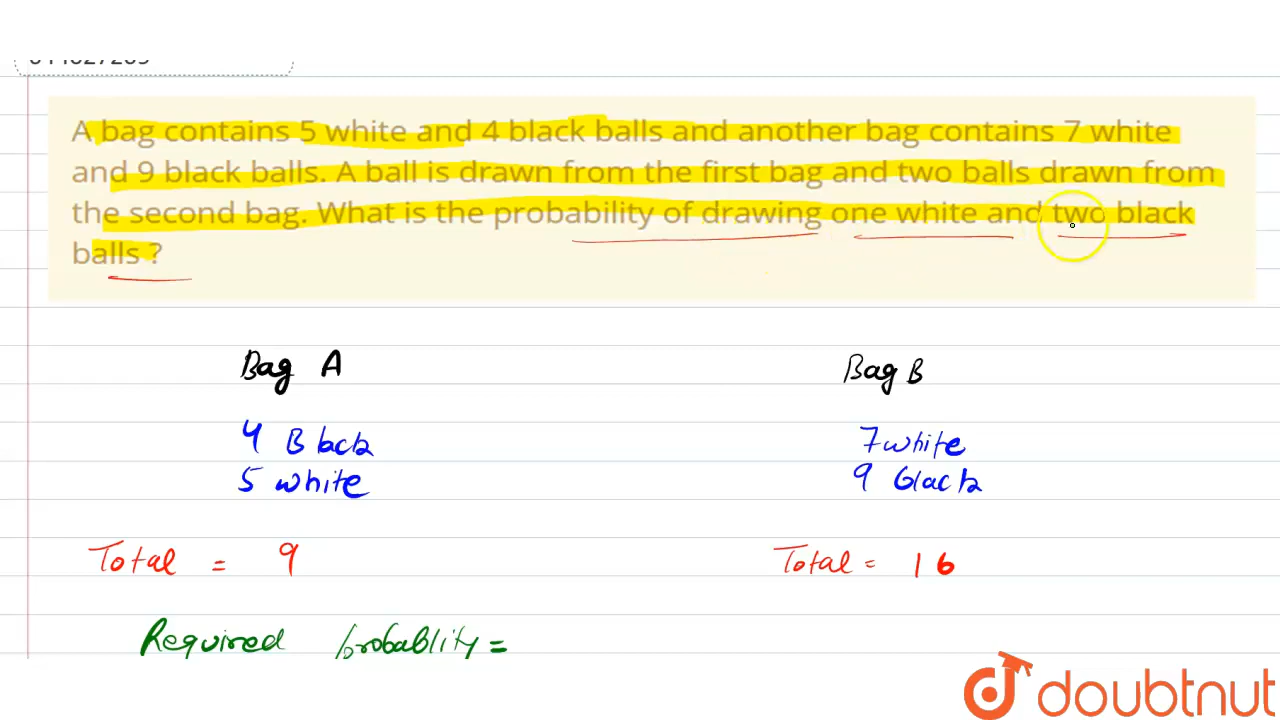 A bag contains 5 white and 4 black balls and another bag contains 7 white
and 9 black balls. A ball is drawn from the first bag and two balls drawn from
the second bag. What is the probability of drawing one white and two black
balls ?
Bag A
Bag B
4 Black
7 white
5 white
9 black
Total = 9
Total = 16
Required probablity =
doubtnut